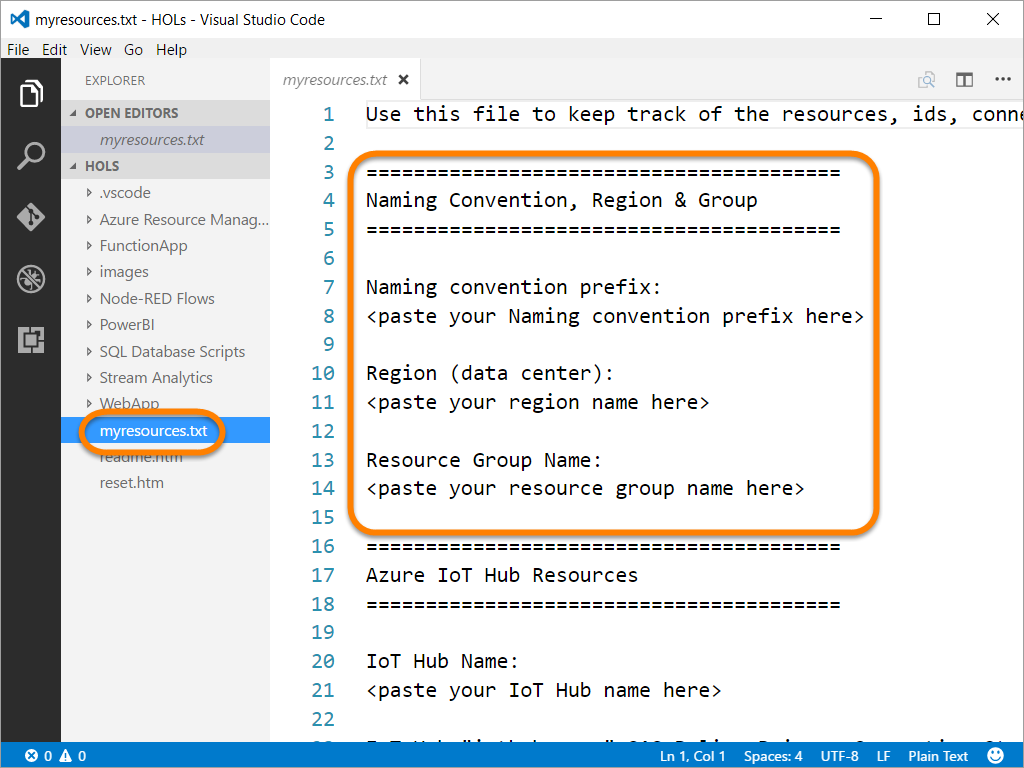 myresources.txt - HOLs - Visual Studio Code
File Edit View Go Help
EXPLORER
OPEN EDITORS
myresources.txt
HOLS
.vscode
Azure Resource Manag...
FunctionApp
images
Node-RED Flows
PowerBI
SQL Database Scripts
Stream Analytics
WebApp
myresources.txt
readme.htm
reset.htm
myresources.txt
1 Use this file to keep track of the resources, ids, conne
2
3 ========================================
4 Naming Convention, Region & Group
5 ========================================
6
7 Naming convention prefix:
8 <paste your Naming convention prefix here>
9
10 Region (data center):
11 <paste your region name here>
12
13 Resource Group Name:
14 <paste your resource group name here>
15
16 ========================================
17 Azure IoT Hub Resources
18 ========================================
19
20 IoT Hub Name:
21 <paste your IoT Hub name here>
22
0 0 Ln 1, Col 1 Spaces: 4 UTF-8 LF Plain Text